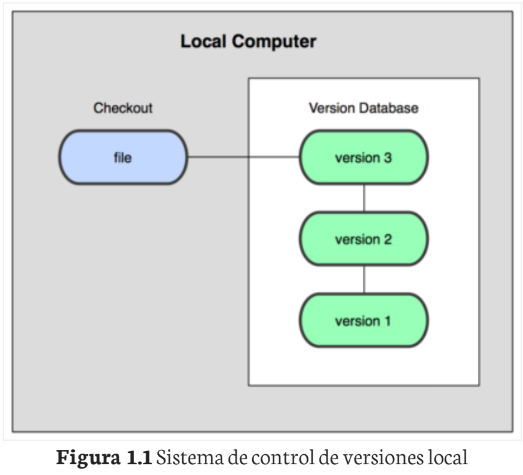 Local Computer
Checkout
Version Database
file
version 3
version 2
version 1
Figura 1.1 Sistema de control de versiones local